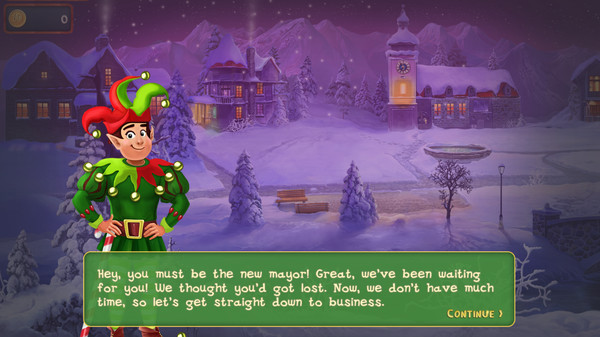 0
Hey, you must be the new mayor! Great, we've been waiting
for you! We thought you'd got lost. Now, we don't have much
time, so let's get straight down to business.
Continue ›